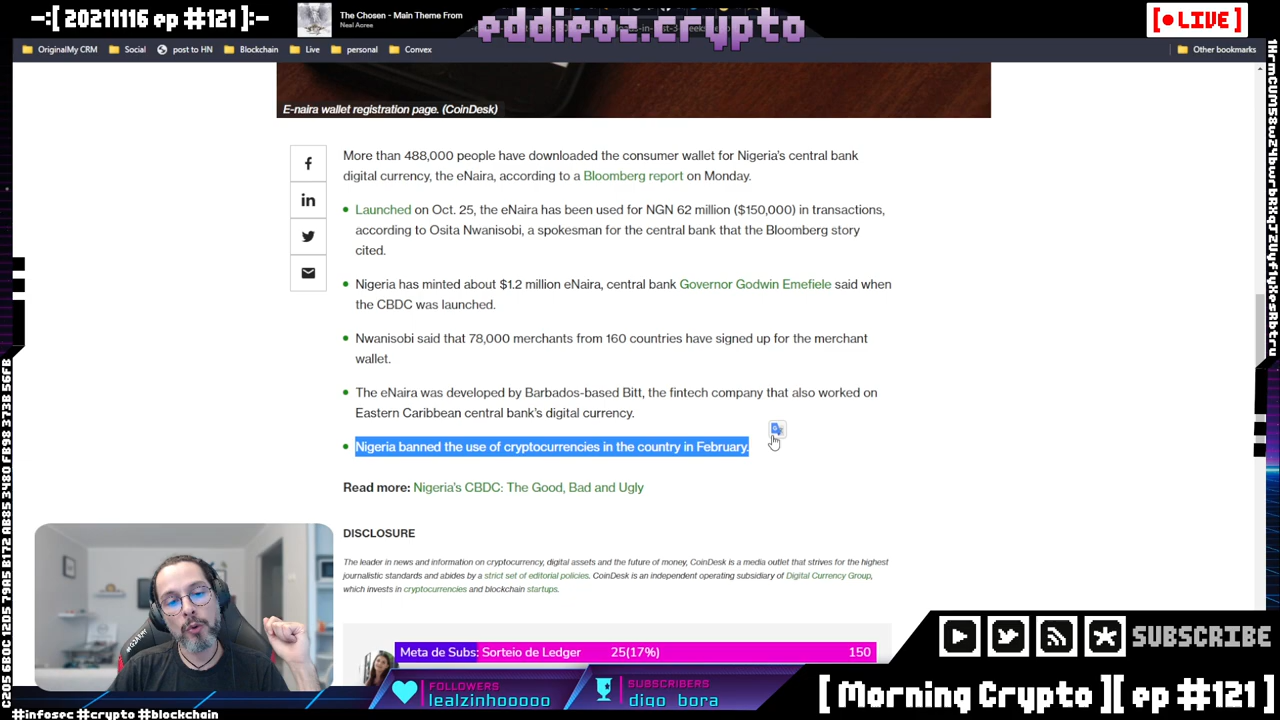 -:[ 20211116 ep #121 ]:-
The Chosen - Main Theme From
Neal Acree
eddieoz.crypto
[● LIVE]
OriginalMy CRM
Social
post to HN
Blockchain
Live
personal
Convex
Other bookmarks
E-naira wallet registration page. (CoinDesk)
More than 488,000 people have downloaded the consumer wallet for Nigeria's central bank
digital currency, the eNaira, according to a Bloomberg report on Monday.
Launched on Oct. 25, the eNaira has been used for NGN 62 million ($150,000) in transactions,
according to Osita Nwanisobi, a spokesman for the central bank that the Bloomberg story
cited.
Nigeria has minted about $1.2 million eNaira, central bank Governor Godwin Emefiele said when
the CBDC was launched.
Nwanisobi said that 78,000 merchants from 160 countries have signed up for the merchant
wallet.
The eNaira was developed by Barbados-based Bitt, the fintech company that also worked on
Eastern Caribbean central bank's digital currency.
Nigeria banned the use of cryptocurrencies in the country in February.
Read more: Nigeria's CBDC: The Good, Bad and Ugly
DISCLOSURE
The leader in news and information on cryptocurrency, digital assets and the future of money, CoinDesk is a media outlet that strives for the highest
journalistic standards and abides by a strict set of editorial policies. CoinDesk is an independent operating subsidiary of Digital Currency Group,
which invests in cryptocurrencies and blockchain startups.
Meta de Subs: Sorteio de Ledger 25(17%) 150
FOLLOWERS
lealzinhooooo
SUBSCRIBERS
digo_bora
SUBSCRIBE
[ Morning Crypto ][ ep #121 ]
#infosec #crypto #blockchain